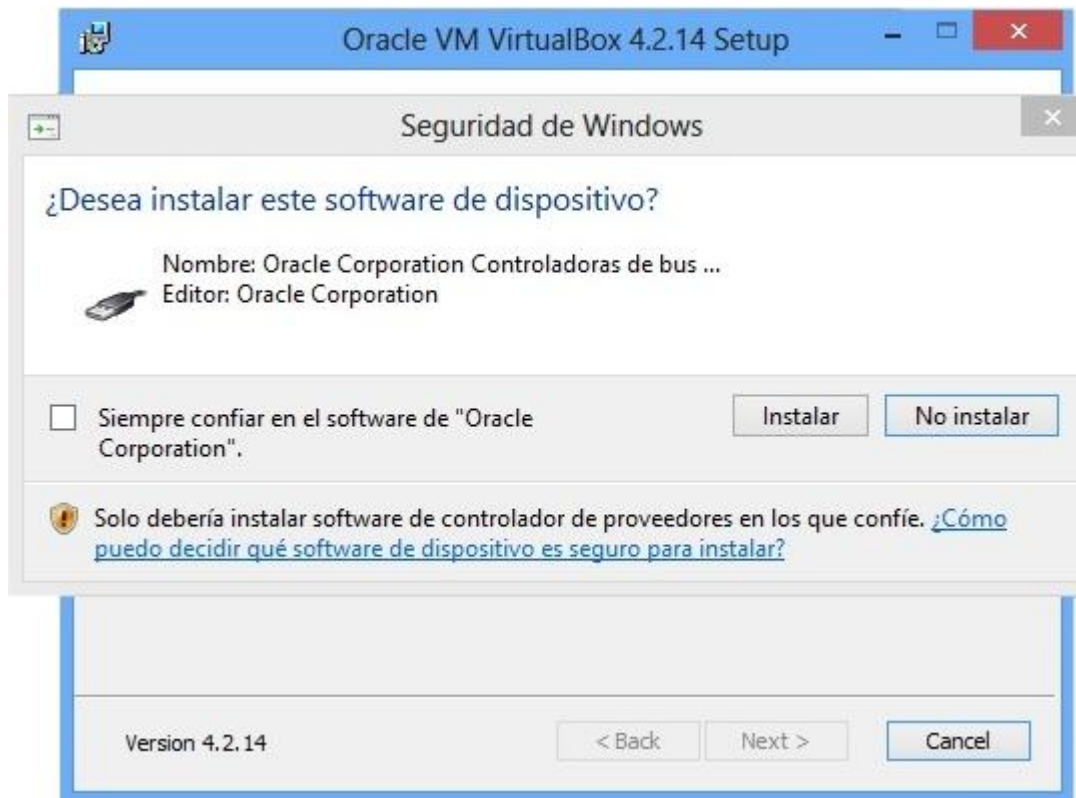 Oracle VM VirtualBox 4.2.14 Setup
Seguridad de Windows
¿Desea instalar este software de dispositivo?
Nombre: Oracle Corporation Controladoras de bus ...
Editor: Oracle Corporation
Siempre confiar en el software de "Oracle
Corporation".
Instalar
No instalar
Solo debería instalar software de controlador de proveedores en los que confíe. ¿Cómo
puedo decidir qué software de dispositivo es seguro para instalar?
Version 4.2.14
< Back
Next >
Cancel